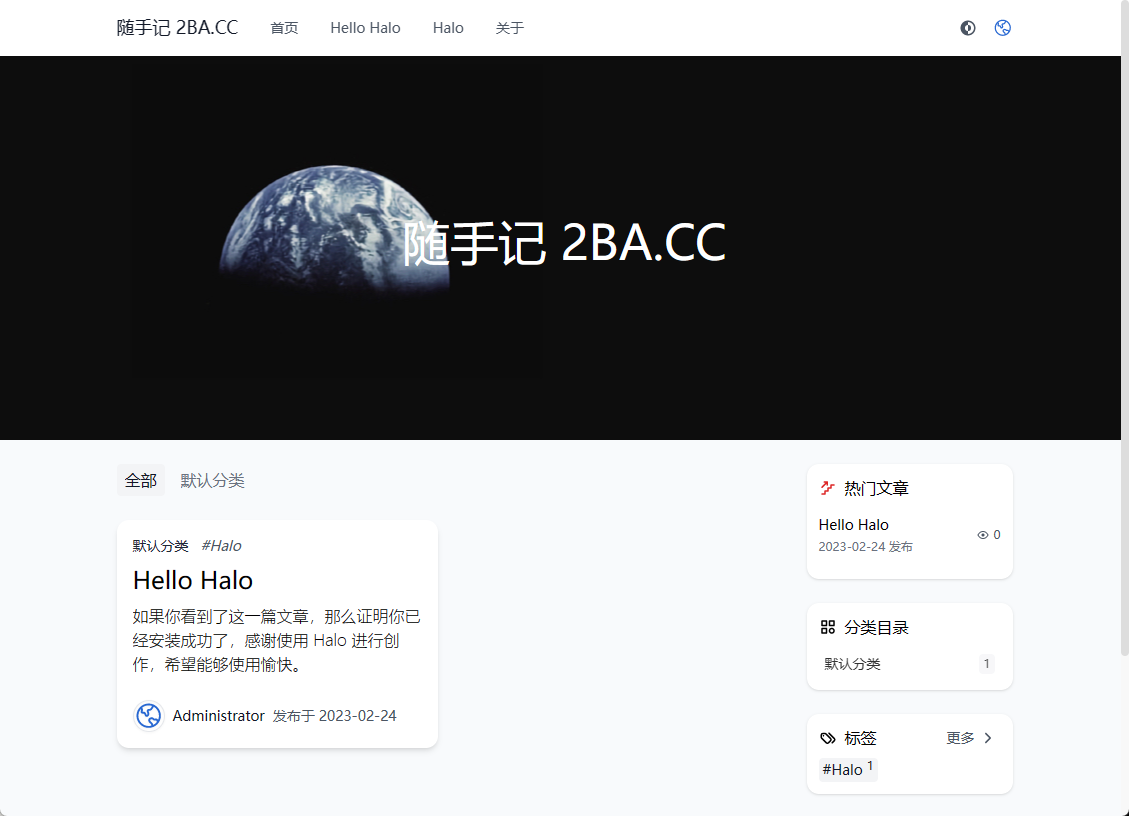 随手记 2BA.CC 首页 Hello Halo Halo 关于
随手记 2BA.CC
全部 默认分类
默认分类 #Halo
Hello Halo
如果你看到了这一篇文章，那么证明你已
经安装成功了，感谢使用 Halo 进行创
作，希望能够使用愉快。
Administrator 发布于 2023-02-24
热门文章
Hello Halo
2023-02-24 发布
0
分类目录
默认分类 1
标签 更多
#Halo 1